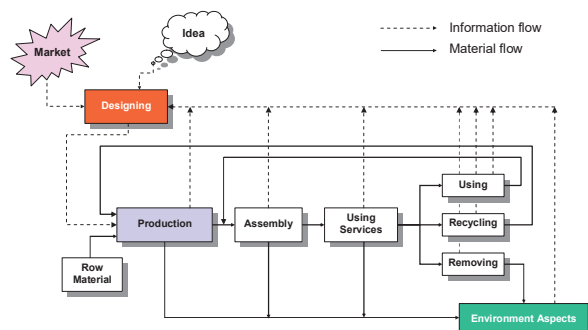 Idea
Market
Information flow
Material flow
Designing
Using
Production
Assembly
Using
Services
Recycling
Row
Material
Removing
Environment Aspects